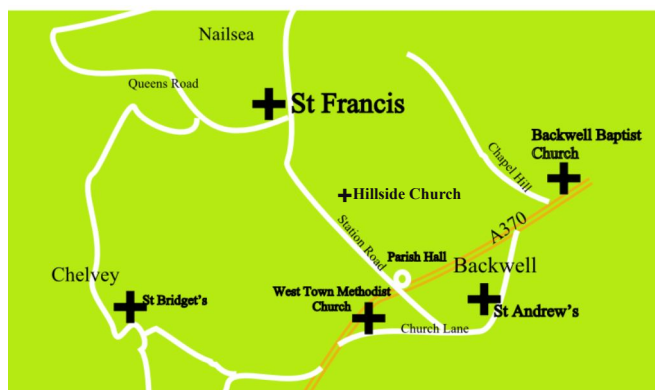 Nailsea
Queens Road
St Francis
Backwell Baptist
Church
Chapel Hill
Hillside Church
Station Road
A370
Parish Hall
Backwell
Chelvey
St Bridget's
West Town Methodist
Church
St Andrew's
Church Lane